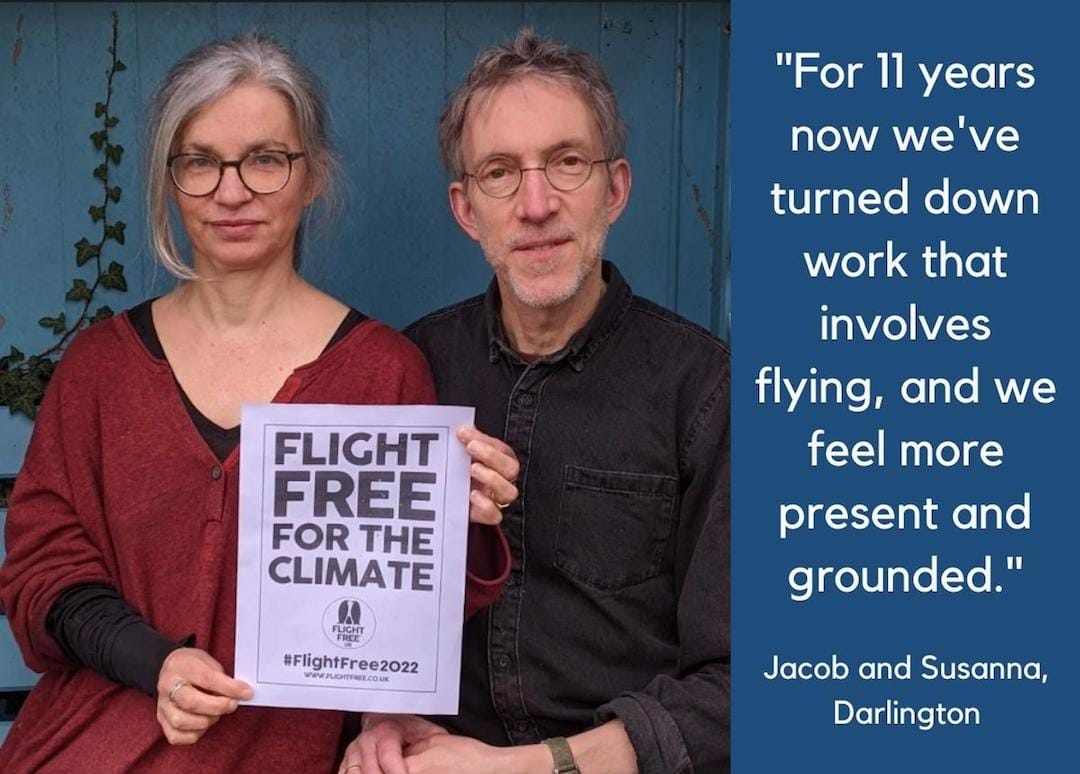 FLIGHT
FREE
FOR THE
CLIMATE
FLIGHT
FREE
UK
#FlightFree2022
WWW.FLIGHTFREE.CO.UK
"For 11 years
now we've
turned down
work that
involves
flying, and we
feel more
present and
grounded."
Jacob and Susanna,
Darlington